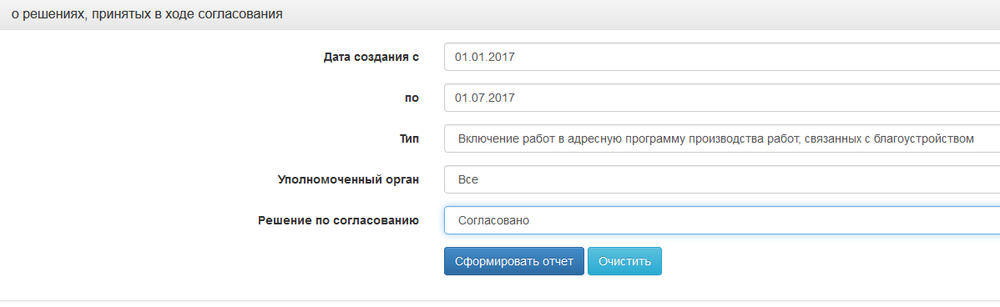 о решениях, принятых в ходе согласования
Дата создания с 01.01.2017
по 01.07.2017
Тип Включение работ в адресную программу производства работ, связанных с благоустройством
Уполномоченный орган Все
Решение по согласованию Согласовано
Сформировать отчет Очистить